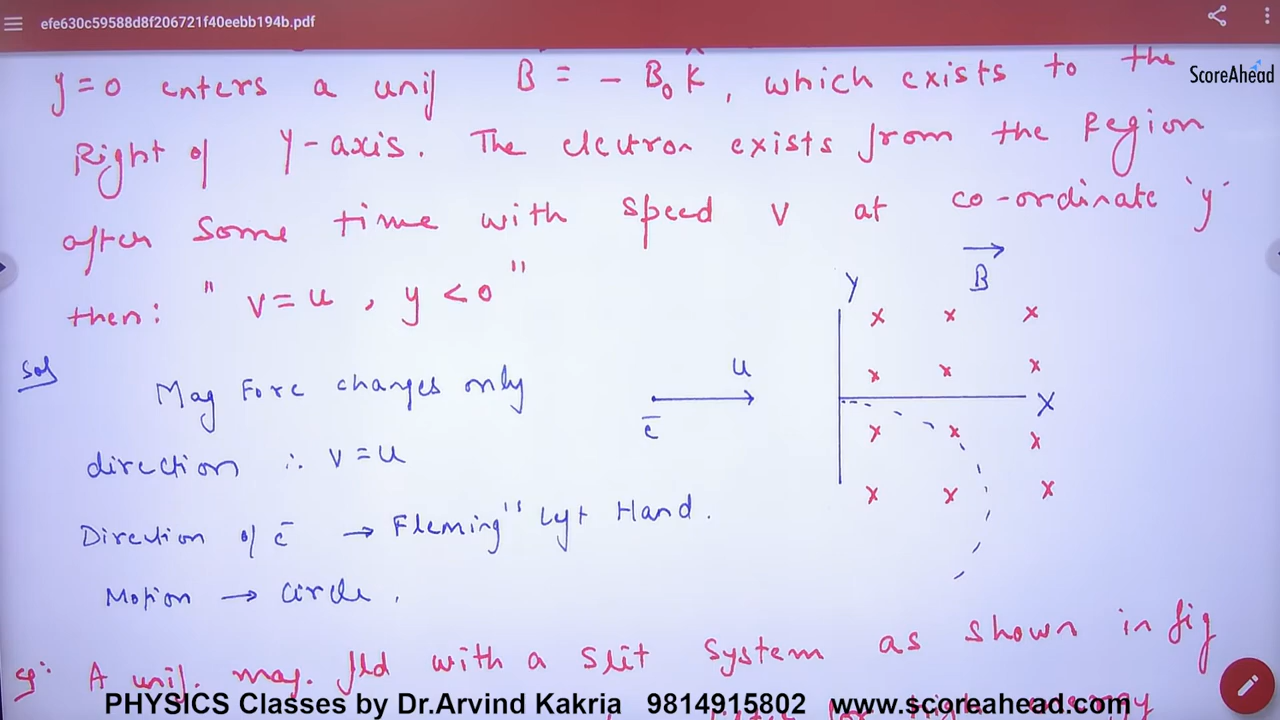 efe630c59588d8f206721f40eebb194b.pdf
y=0 enters a unif B⃗ = - B₀ k̂, which exists to the
ScoreAhead
Right of Y-axis. The electron exists from the Region
after some time with speed v at co-ordinate 'y'
then: " v=u, y<0 "
Sol
Mag Force changes only
direction ∴ v=u
Direction of ē → Fleming" Left Hand.
Motion → circle.
Y
B⃗
x x x
x x x
u
ē
X
x x x
x x x
eg: A unif. mag. fld with a slit system as shown in fig
PHYSICS Classes by Dr.Arvind Kakria 9814915802 www.scoreahead.com